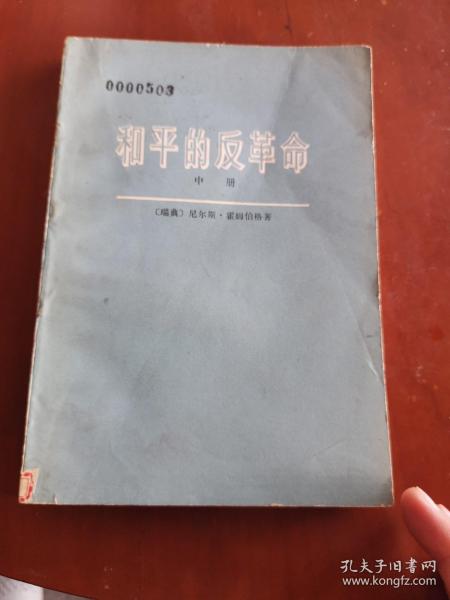 0000503
和平的反革命
中册
〔瑞典〕尼尔斯·霍姆伯格著
孔夫子旧书网
www.kongfz.com